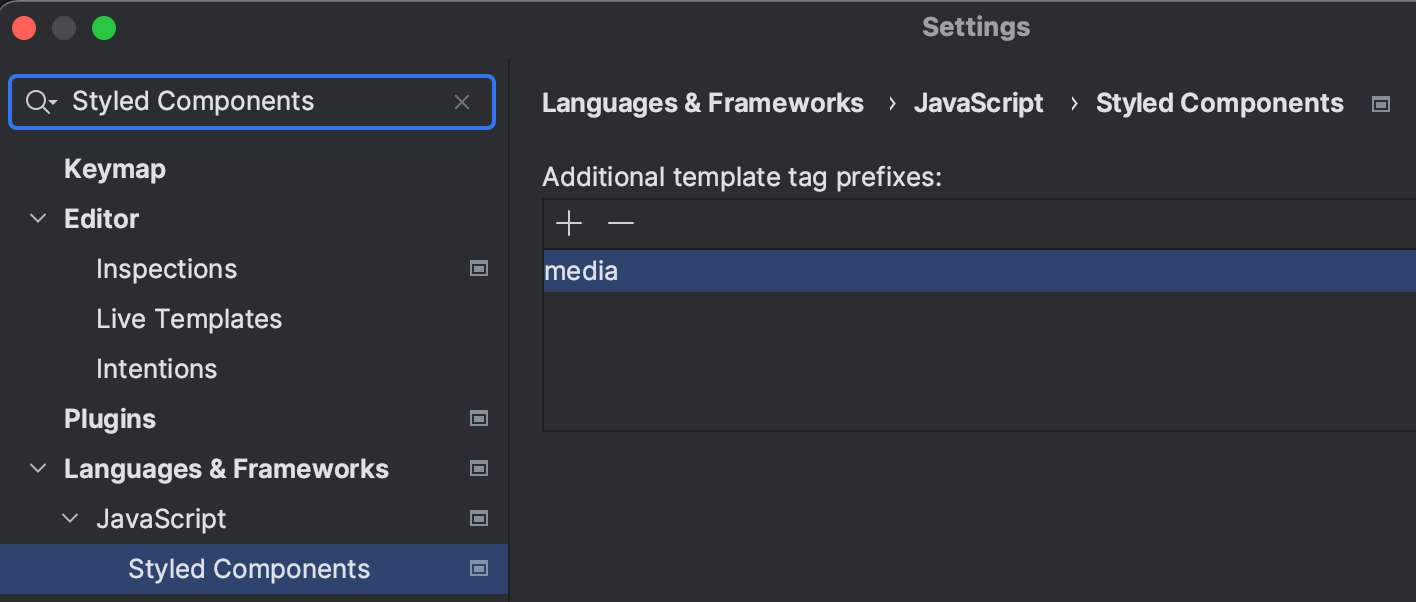 Settings
Styled Components
Keymap
Editor
Inspections
Live Templates
Intentions
Plugins
Languages & Frameworks
JavaScript
Styled Components
Languages & Frameworks › JavaScript › Styled Components
Additional template tag prefixes:
media